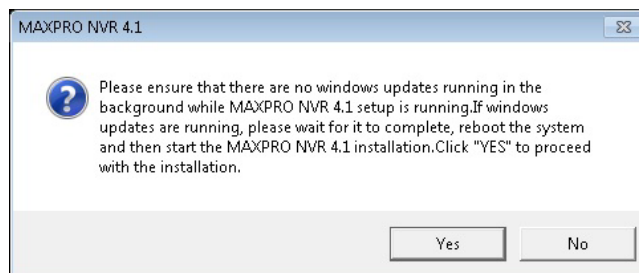 MAXPRO NVR 4.1
Please ensure that there are no windows updates running in the
background while MAXPRO NVR 4.1 setup is running.If windows
updates are running, please wait for it to complete, reboot the system
and then start the MAXPRO NVR 4.1 installation.Click "YES" to proceed
with the installation.
Yes
No